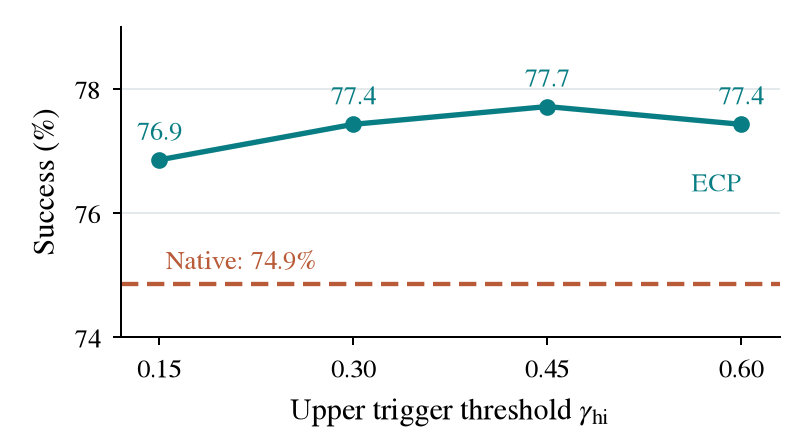 Success (%)
78
76
74
76.9
77.4
77.7
77.4
ECP
Native: 74.9%
0.15
0.30
0.45
0.60
Upper trigger threshold γhi